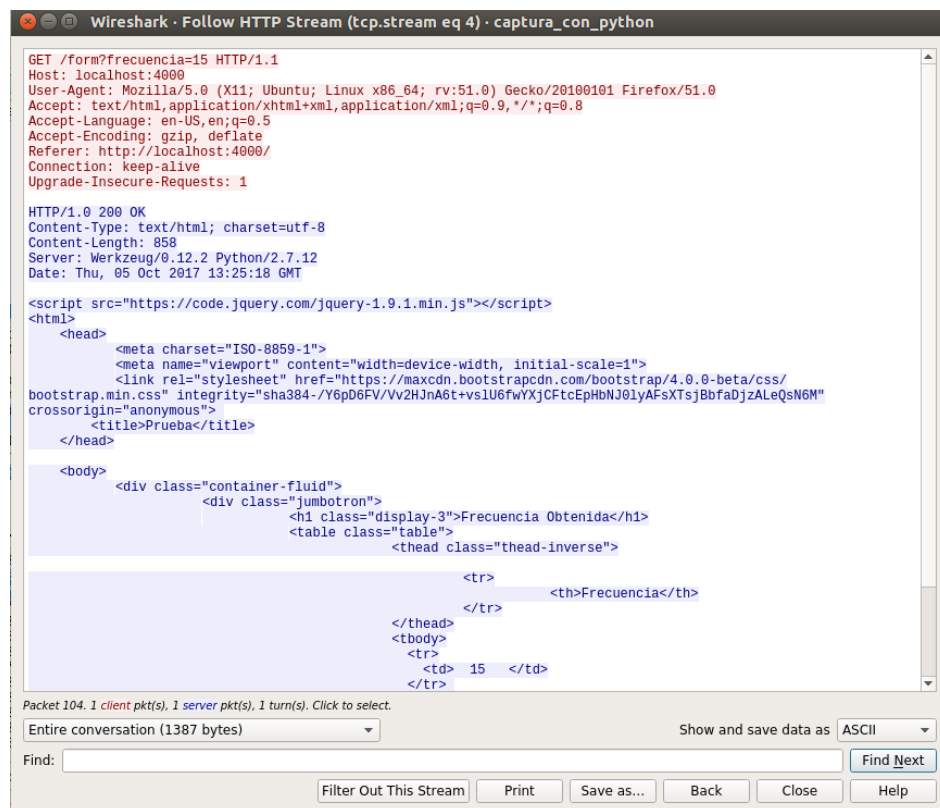 Wireshark · Follow HTTP Stream (tcp.stream eq 4) · captura_con_python
GET /form?frecuencia=15 HTTP/1.1
Host: localhost:4000
User-Agent: Mozilla/5.0 (X11; Ubuntu; Linux x86_64; rv:51.0) Gecko/20100101 Firefox/51.0
Accept: text/html,application/xhtml+xml,application/xml;q=0.9,*/*;q=0.8
Accept-Language: en-US,en;q=0.5
Accept-Encoding: gzip, deflate
Referer: http://localhost:4000/
Connection: keep-alive
Upgrade-Insecure-Requests: 1
HTTP/1.0 200 OK
Content-Type: text/html; charset=utf-8
Content-Length: 858
Server: Werkzeug/0.12.2 Python/2.7.12
Date: Thu, 05 Oct 2017 13:25:18 GMT
<script src="https://code.jquery.com/jquery-1.9.1.min.js"></script>
<html>
<head>
<meta charset="ISO-8859-1">
<meta name="viewport" content="width=device-width, initial-scale=1">
<link rel="stylesheet" href="https://maxcdn.bootstrapcdn.com/bootstrap/4.0.0-beta/css/
bootstrap.min.css" integrity="sha384-/Y6pD6FV/Vv2HJnA6t+vslU6fwYXjCFtcEpHbNJ0lyAFsXTsjBbfaDjzALeQsN6M"
crossorigin="anonymous">
<title>Prueba</title>
</head>
<body>
<div class="container-fluid">
<div class="jumbotron">
<h1 class="display-3">Frecuencia Obtenida</h1>
<table class="table">
<thead class="thead-inverse">
<tr>
<th>Frecuencia</th>
</tr>
</thead>
<tbody>
<tr>
<td> 15 </td>
</tr>
Packet 104. 1 client pkt(s), 1 server pkt(s), 1 turn(s). Click to select.
Entire conversation (1387 bytes) Show and save data as ASCII
Find: Find Next
Filter Out This Stream Print Save as... Back Close Help